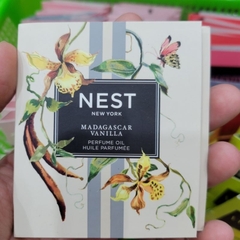 NEST
NEW YORK
MADAGASCAR
VANILLA
PERFUME OIL
HUILE PARFUMÉE